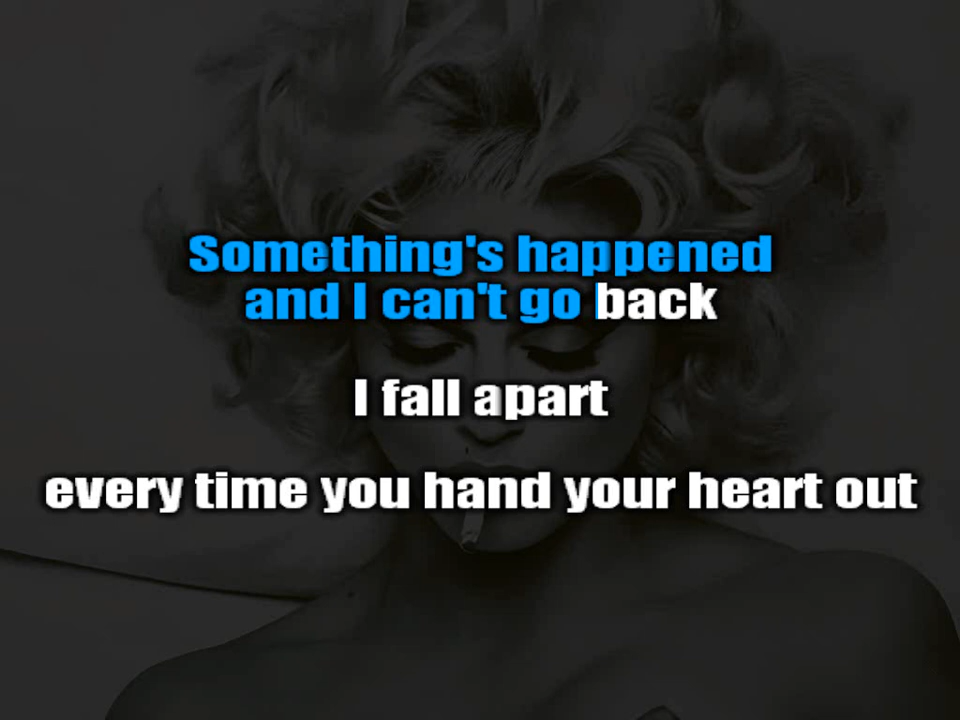 Something's happened
and I can't go back
I fall apart
every time you hand your heart out